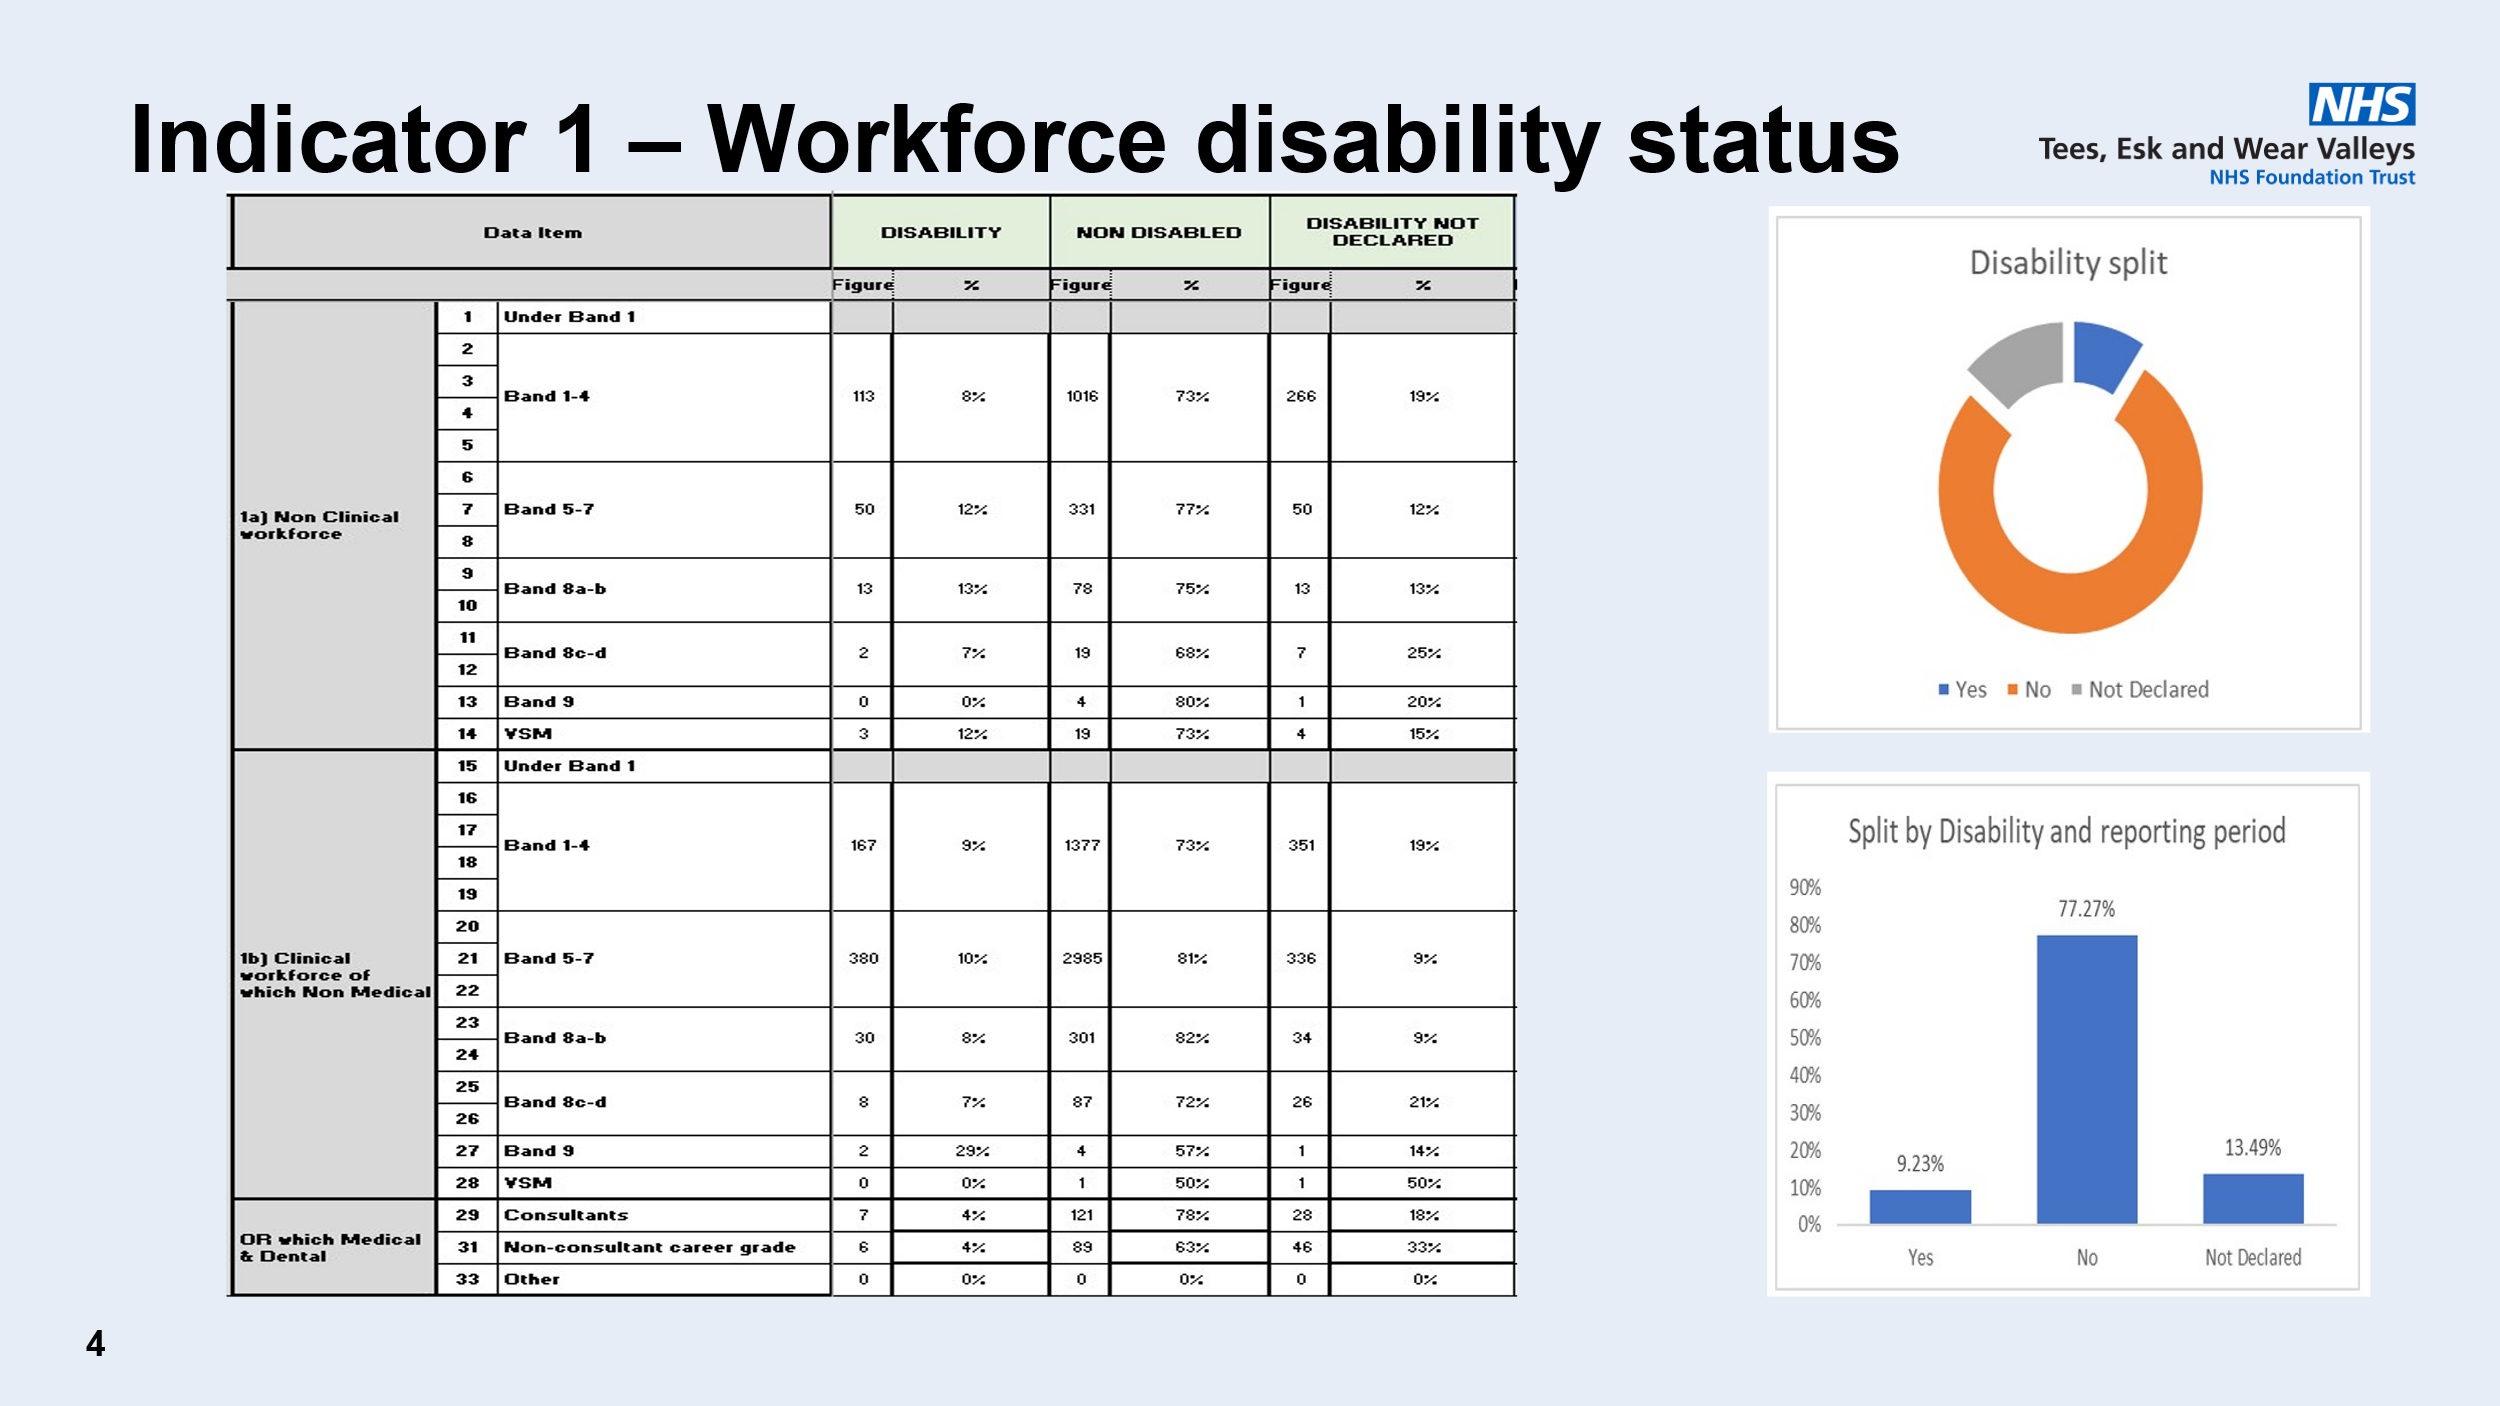 Indicator 1 – Workforce disability status
NHS
Tees, Esk and Wear Valleys
NHS Foundation Trust
Data Item DISABILITY NON DISABLED DISABILITY NOT
DECLARED
Figure % Figure % Figure %
1a) Non Clinical
workforce
1 Under Band 1
2
3
4
5
Band 1-4 113 8% 1016 73% 266 19%
6
7
8
Band 5-7 50 12% 331 77% 50 12%
9
10
Band 8a-b 13 13% 78 75% 13 13%
11
12
Band 8c-d 2 7% 19 68% 7 25%
13 Band 9 0 0% 4 80% 1 20%
14 VSM 3 12% 19 73% 4 15%
1b) Clinical
workforce of
which Non Medical
15 Under Band 1
16
17
18
19
Band 1-4 167 9% 1377 73% 351 19%
20
21
22
Band 5-7 380 10% 2985 81% 336 9%
23
24
Band 8a-b 30 8% 301 82% 34 9%
25
26
Band 8c-d 8 7% 87 72% 26 21%
27 Band 9 2 29% 4 57% 1 14%
28 VSM 0 0% 1 50% 1 50%
OR which Medical
& Dental
29 Consultants 7 4% 121 78% 28 18%
31 Non-consultant career grade 6 4% 89 63% 46 33%
33 Other 0 0% 0 0% 0 0%
Disability split
Yes No Not Declared
Split by Disability and reporting period
90%
80%
70%
60%
50%
40%
30%
20%
10%
0%
9.23%
77.27%
13.49%
Yes No Not Declared
4